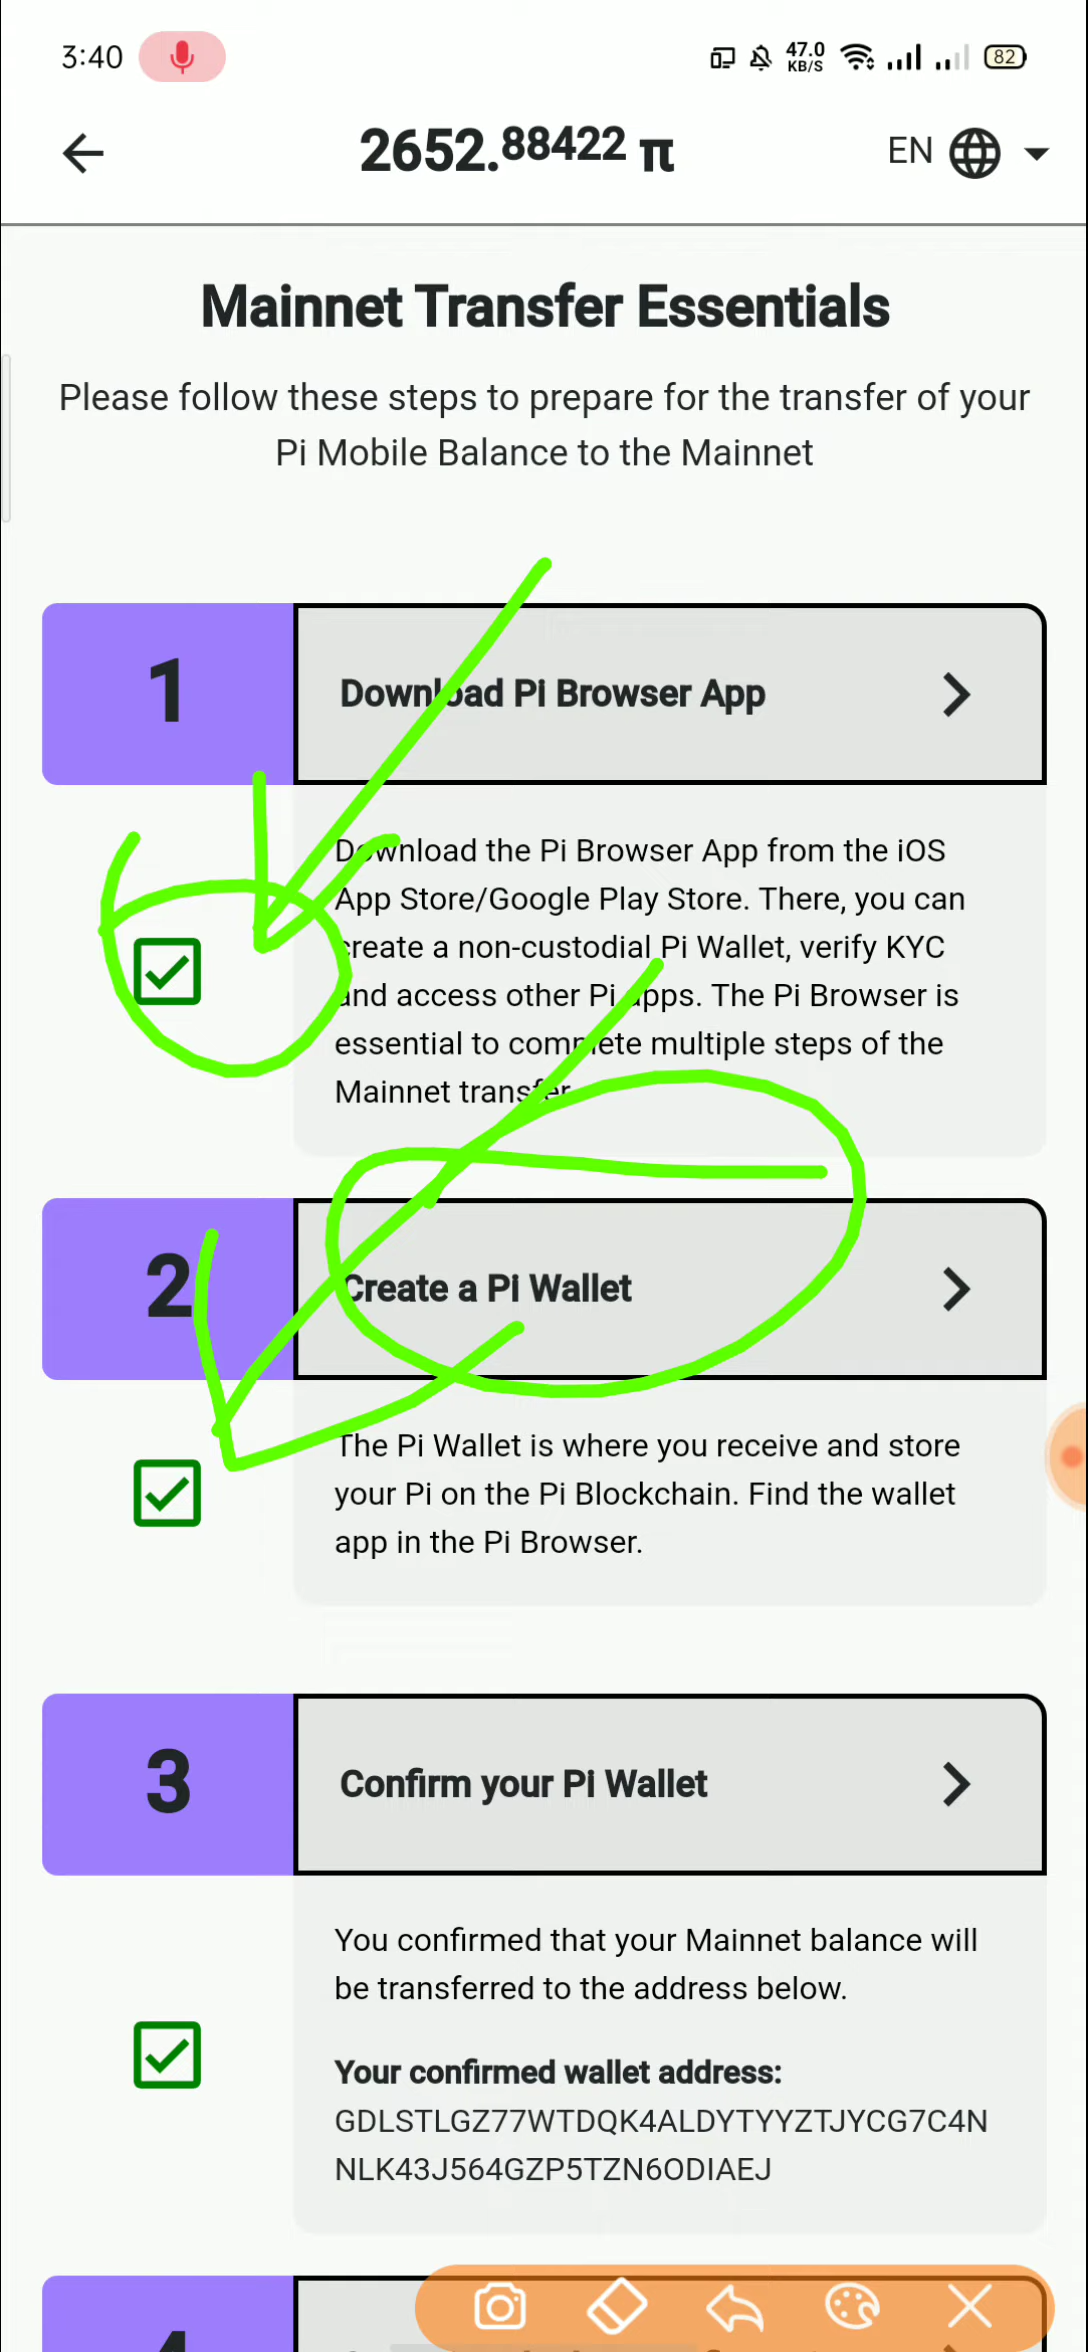 3:40 47.0 KB/S 82
2652.88422 π EN
Mainnet Transfer Essentials
Please follow these steps to prepare for the transfer of your
Pi Mobile Balance to the Mainnet
1 Download Pi Browser App
Download the Pi Browser App from the iOS
App Store/Google Play Store. There, you can
create a non-custodial Pi Wallet, verify KYC
and access other Pi apps. The Pi Browser is
essential to complete multiple steps of the
Mainnet transfer
2 Create a Pi Wallet
The Pi Wallet is where you receive and store
your Pi on the Pi Blockchain. Find the wallet
app in the Pi Browser.
3 Confirm your Pi Wallet
You confirmed that your Mainnet balance will
be transferred to the address below.
Your confirmed wallet address:
GDLSTLGZ77WTDQK4ALDYTYYZTJYCG7C4N
NLK43J564GZP5TZN6ODIAEJ
4